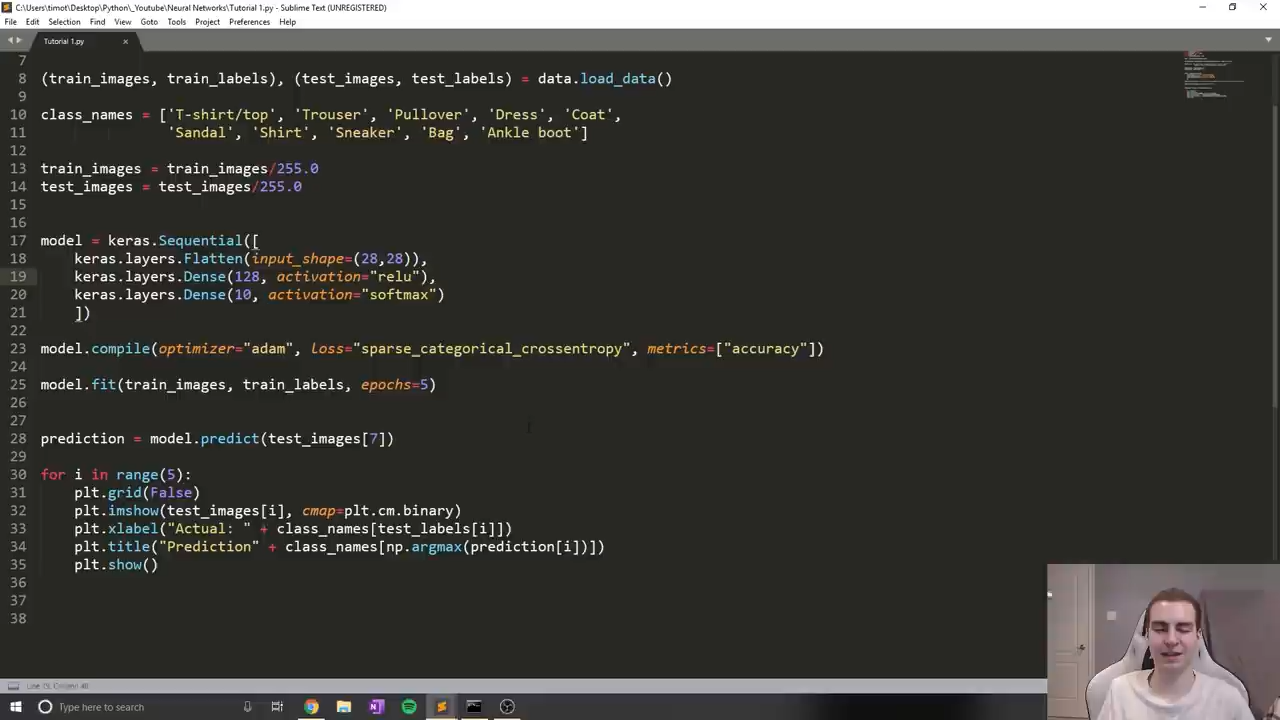 C:\Users\timot\Desktop\Python\_Youtube\Neural Networks\Tutorial 1.py - Sublime Text (UNREGISTERED)
File Edit Selection Find View Goto Tools Project Preferences Help
Tutorial 1.py
7
8 (train_images, train_labels), (test_images, test_labels) = data.load_data()
9
10 class_names = ['T-shirt/top', 'Trouser', 'Pullover', 'Dress', 'Coat',
11 'Sandal', 'Shirt', 'Sneaker', 'Bag', 'Ankle boot']
12
13 train_images = train_images/255.0
14 test_images = test_images/255.0
15
16
17 model = keras.Sequential([
18 keras.layers.Flatten(input_shape=(28,28)),
19 keras.layers.Dense(128, activation="relu"),
20 keras.layers.Dense(10, activation="softmax")
21 ])
22
23 model.compile(optimizer="adam", loss="sparse_categorical_crossentropy", metrics=["accuracy"])
24
25 model.fit(train_images, train_labels, epochs=5)
26
27
28 prediction = model.predict(test_images[7])
29
30 for i in range(5):
31 plt.grid(False)
32 plt.imshow(test_images[i], cmap=plt.cm.binary)
33 plt.xlabel("Actual: " + class_names[test_labels[i]])
34 plt.title("Prediction" + class_names[np.argmax(prediction[i])])
35 plt.show()
36
37
38
Line 19, Column 48
Type here to search